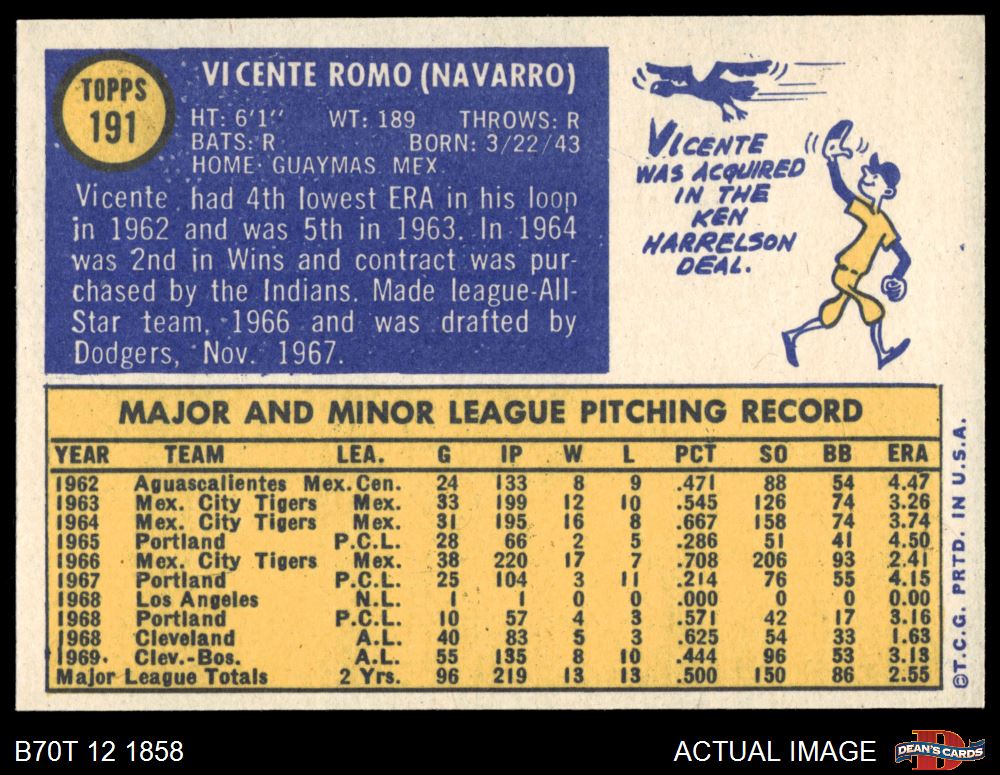 TOPPS
191
VICENTE ROMO (NAVARRO)
HT: 6'1" WT: 189 THROWS: R
BATS: R BORN: 3/22/43
HOME: GUAYMAS, MEX.
Vicente had 4th lowest ERA in his loop
in 1962 and was 5th in 1963. In 1964
was 2nd in Wins and contract was pur-
chased by the Indians. Made league-All-
Star team, 1966 and was drafted by
Dodgers, Nov. 1967.
VICENTE
WAS ACQUIRED
IN THE
KEN
HARRELSON
DEAL.
MAJOR AND MINOR LEAGUE PITCHING RECORD
YEAR TEAM LEA. G IP W L PCT SO BB ERA
1962 Aguascalientes Mex. Cen. 24 133 8 9 .471 88 54 4.47
1963 Mex. City Tigers Mex. 33 199 12 10 .545 126 74 3.26
1964 Mex. City Tigers Mex. 31 195 16 8 .667 158 74 3.74
1965 Portland P.C.L. 28 66 2 5 .286 51 41 4.50
1966 Mex. City Tigers Mex. 38 220 17 7 .708 206 93 2.41
1967 Portland P.C.L. 25 104 3 11 .214 76 55 4.15
1968 Los Angeles N.L. 1 1 0 0 .000 0 0 0.00
1968 Portland P.C.L. 10 57 4 3 .571 42 17 3.16
1968 Cleveland A.L. 40 83 5 3 .625 54 33 1.63
1969 Clev.-Bos. A.L. 55 135 8 10 .444 96 53 3.13
Major League Totals 2 Yrs. 96 219 13 13 .500 150 86 2.55
©T.C.G. PRTD. IN U.S.A.
B70T 12 1858
ACTUAL IMAGE
DEAN'S CARDS